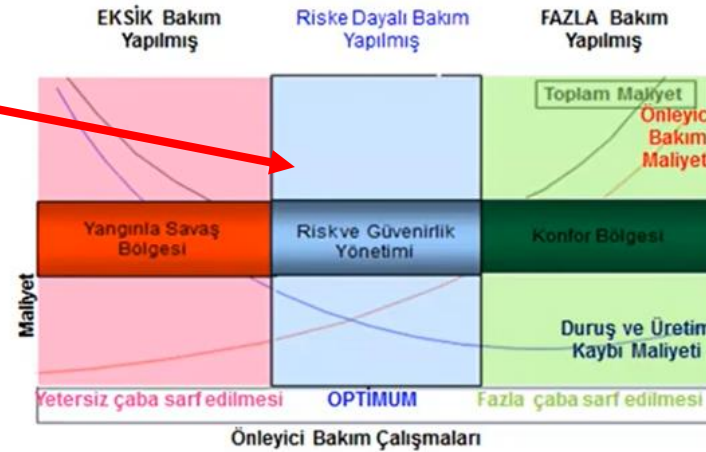 EKSİK Bakım
Yapılmış
Riske Dayalı Bakım
Yapılmış
FAZLA Bakım
Yapılmış
Toplam Maliyet
Önleyic
Bakım
Maliyet
Yangınla Savaş
Bölgesi
Riskve Güvenirlik
Yönetimi
Konfor Bölgesi
Maliyet
Duruş ve Üretim
Kaybı Maliyeti
Yetersiz çaba sarf edilmesi
OPTİMUM
Fazla çaba sarf edilmesi
Önleyici Bakım Çalışmaları